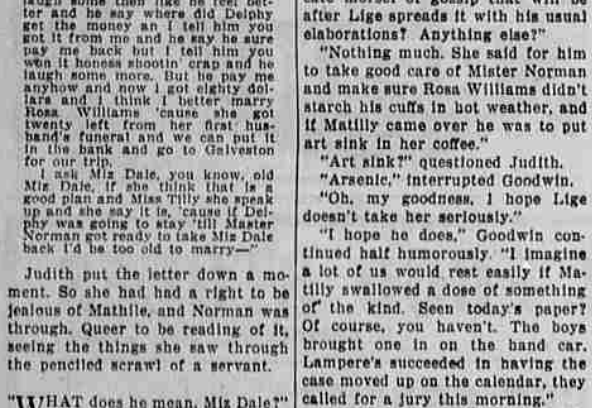 laugh some then like he feel bet-
ter and he say where did Delphy
get the money an I tell him you
got it from me and he say he sure
pay me back but I tell him you
won it honess shootin' crap and he
laugh some more. But he pay me
anyhow and now I got eighty dol-
lars and I think I better marry
Rosa Williams 'cause she got
twenty left from her first hus-
band's funeral and we can put it
in the bank and go to Galveston
for our trip.
I ask Miz Dale, you know, old
Miz Dale, if she think that is a
good plan and Miss Tilly she speak
up and she say it is, 'cause if Del-
phy was going to stay 'till Master
Norman got ready to take Miz Dale
back I'd be too old to marry—"
Judith put the letter down a mo-
ment. So she had had a right to be
jealous of Mathile, and Norman was
through. Queer to be reading of it,
seeing the things she saw through
the penciled scrawl of a servant.
"WHAT does he mean, Miz Dale?"
after Lige spreads it with his usual
elaborations? Anything else?"
"Nothing much. She said for him
to take good care of Mister Norman
and make sure Rosa Williams didn't
starch his cuffs in hot weather, and
if Matilly came over he was to put
art sink in her coffee."
"Art sink?" questioned Judith.
"Arsenic," interrupted Goodwin.
"Oh, my goodness, I hope Lige
doesn't take her seriously."
"I hope he does," Goodwin con-
tinued half humorously. "I imagine
a lot of us would rest easily if Ma-
tilly swallowed a dose of something
of the kind. Seen today's paper?
Of course, you haven't. The boys
brought one in on the hand car.
Lampere's succeeded in having the
case moved up on the calendar, they
called for a jury this morning."